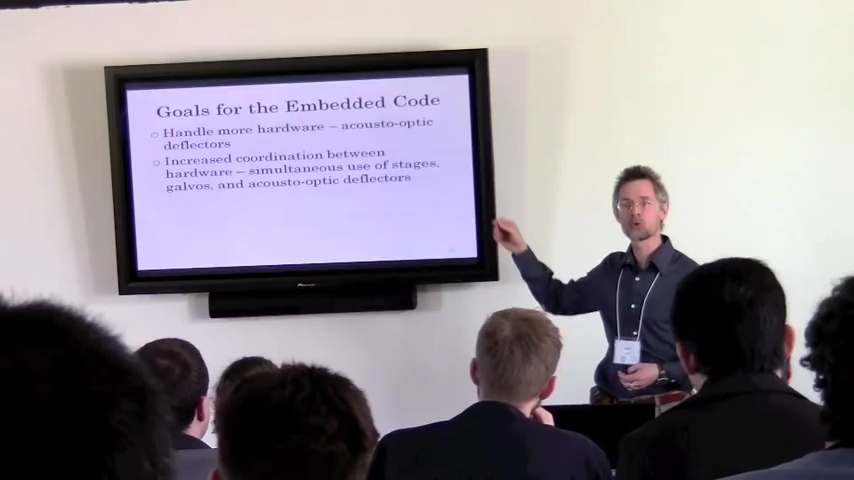 Goals for the Embedded Code
Handle more hardware – acousto-optic
deflectors
Increased coordination between
hardware – simultaneous use of stages,
galvos, and acousto-optic deflectors
Pioneer